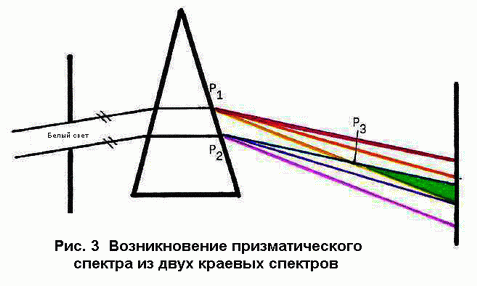 P1
P3
Белый свет
P2
Рис. 3 Возникновение призматического
спектра из двух краевых спектров